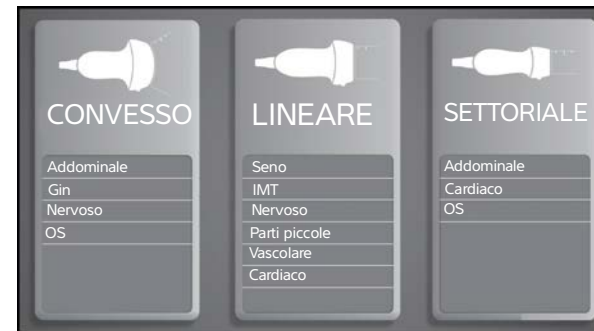 CONVESSO
Addominale
Gin
Nervoso
OS
LINEARE
Seno
IMT
Nervoso
Parti piccole
Vascolare
Cardiaco
SETTORIALE
Addominale
Cardiaco
OS